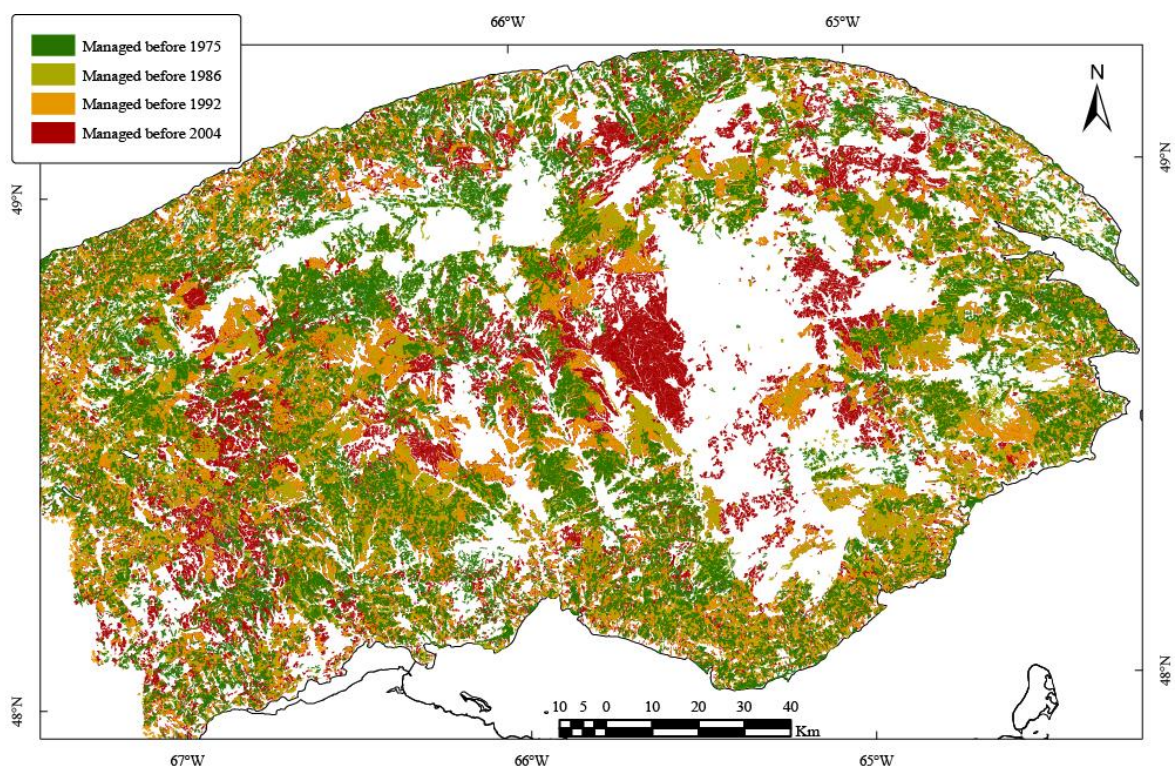 66°W
65°W
Managed before 1975
Managed before 1986
Managed before 1992
Managed before 2004
N
49°N
49°N
48°N
48°N
10 5 0 10 20 30 40
Km
67°W
66°W
65°W